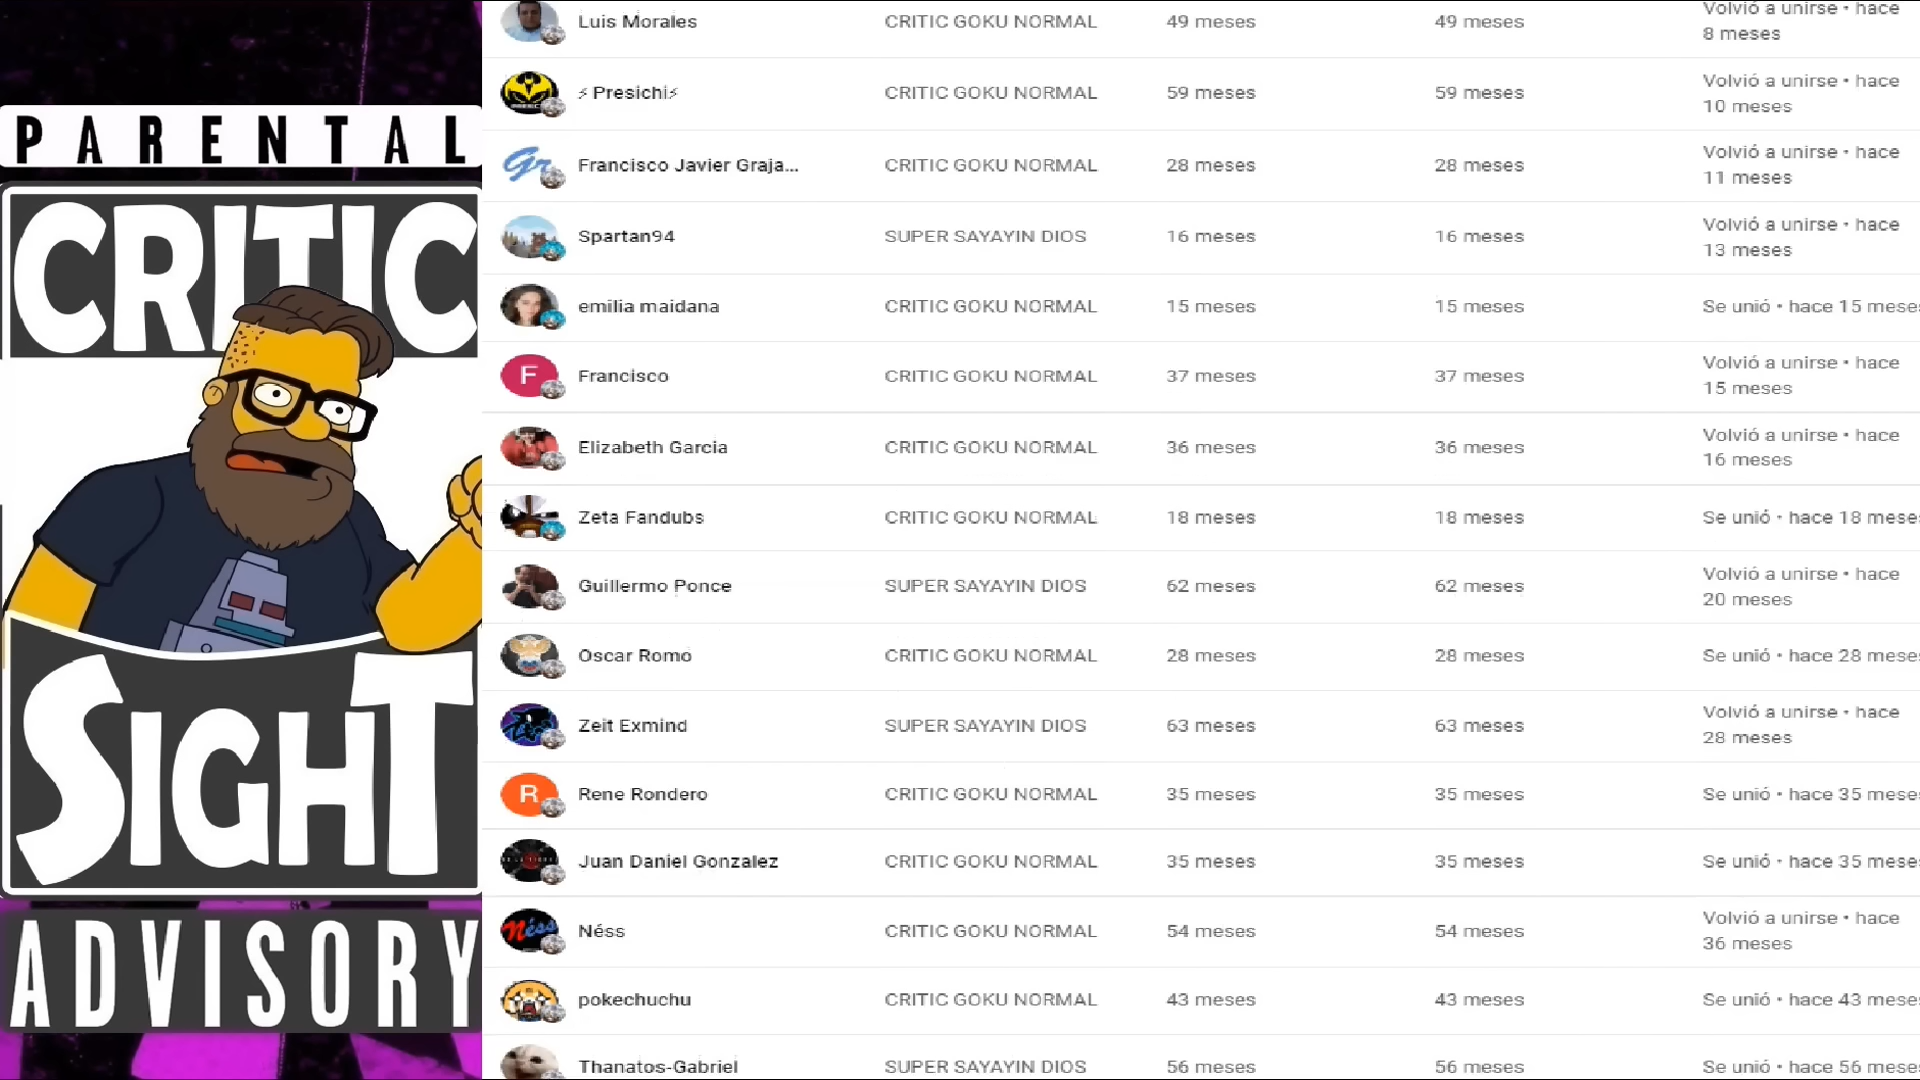 PARENTAL
CRITIC
SIGHT
ADVISORY
Luis Morales CRITIC GOKU NORMAL 49 meses 49 meses Volvió a unirse • hace
8 meses
⚡ Presichi⚡ CRITIC GOKU NORMAL 59 meses 59 meses Volvió a unirse • hace
10 meses
Francisco Javier Graja... CRITIC GOKU NORMAL 28 meses 28 meses Volvió a unirse • hace
11 meses
Spartan94 SUPER SAYAYIN DIOS 16 meses 16 meses Volvió a unirse • hace
13 meses
emilia maidana CRITIC GOKU NORMAL 15 meses 15 meses Se unió • hace 15 meses
F Francisco CRITIC GOKU NORMAL 37 meses 37 meses Volvió a unirse • hace
15 meses
Elizabeth Garcia CRITIC GOKU NORMAL 36 meses 36 meses Volvió a unirse • hace
16 meses
Zeta Fandubs CRITIC GOKU NORMAL 18 meses 18 meses Se unió • hace 18 meses
Guillermo Ponce SUPER SAYAYIN DIOS 62 meses 62 meses Volvió a unirse • hace
20 meses
Oscar Romo CRITIC GOKU NORMAL 28 meses 28 meses Se unió • hace 28 meses
Zeit Exmind SUPER SAYAYIN DIOS 63 meses 63 meses Volvió a unirse • hace
28 meses
R Rene Rondero CRITIC GOKU NORMAL 35 meses 35 meses Se unió • hace 35 meses
Juan Daniel Gonzalez CRITIC GOKU NORMAL 35 meses 35 meses Se unió • hace 35 meses
Néss Néss CRITIC GOKU NORMAL 54 meses 54 meses Volvió a unirse • hace
36 meses
pokechuchu CRITIC GOKU NORMAL 43 meses 43 meses Se unió • hace 43 meses
Thanatos-Gabriel SUPER SAYAYIN DIOS 56 meses 56 meses Se unió • hace 56 meses